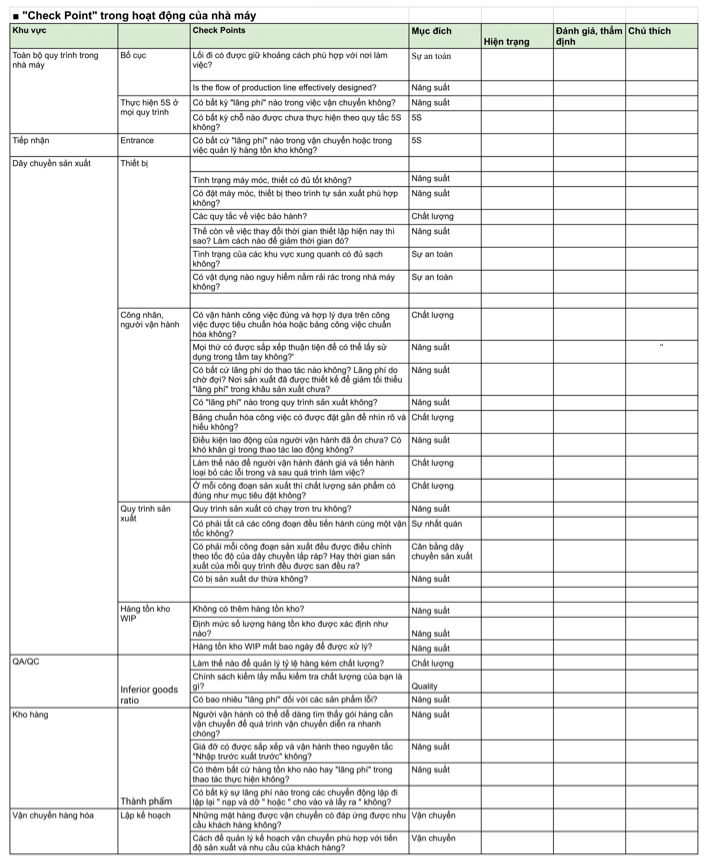 ■ "Check Point" trong hoạt động của nhà máy
Khu vực Check Points Mục đích Hiện trạng Đánh giá, thẩm định Chú thích
Toàn bộ quy trình trong nhà máy Bố cục Lối đi có được giữ khoảng cách phù hợp với nơi làm việc? Sự an toàn
Is the flow of production line effectively designed? Năng suất
Thực hiện 5S ở mọi quy trình Có bất kỳ "lãng phí" nào trong việc vận chuyển không? Năng suất
Có bất kỳ chỗ nào được chưa thực hiện theo quy tắc 5S không? 5S
Tiếp nhận Entrance Có bất cứ "lãng phí" nào trong vận chuyển hoặc trong việc quản lý hàng tồn kho không? 5S
Dây chuyền sản xuất Thiết bị
Tình trạng máy móc, thiết có đủ tốt không? Năng suất
Có đặt máy móc, thiết bị theo trình tự sản xuất phù hợp không? Năng suất
Các quy tắc về việc bảo hành? Chất lượng
Thế còn về việc thay đổi thời gian thiết lập hiện nay thì sao? Làm cách nào để giảm thời gian đó? Năng suất
Tình trạng của các khu vực xung quanh có đủ sạch không? Sự an toàn
Có vật dụng nào nguy hiểm nằm rải rác trong nhà máy không? Sự an toàn
Công nhân, người vận hành Có vận hành công việc đúng và hợp lý dựa trên công việc được tiêu chuẩn hóa hoặc bảng công việc chuẩn hóa không? Chất lượng
Mọi thứ có được sắp xếp thuận tiện để có thể lấy sử dụng trong tầm tay không?' Năng suất "
Có bất cứ lãng phí do thao tác nào không? Lãng phí do chờ đợi? Nơi sản xuất đã được thiết kế để giảm tối thiểu "lãng phí" trong khâu sản xuất chưa? Năng suất
Có "lãng phí" nào trong quy trình sản xuất không? Năng suất
Bảng chuẩn hóa công việc có được đặt gần để nhìn rõ và hiểu không? Chất lượng
Điều kiện lao động của người vận hành đã ổn chưa? Có khó khăn gì trong thao tác lao động không? Năng suất
Làm thế nào để người vận hành đánh giá và tiến hành loại bỏ các lỗi trong và sau quá trình làm việc? Chất lượng
Ở mỗi công đoạn sản xuất thì chất lượng sản phẩm có đúng như mục tiêu đặt không? Chất lượng
Quy trình sản xuất Quy trình sản xuất có chạy trơn tru không? Năng suất
Có phải tất cả các công đoạn đều tiến hành cùng một vận tốc không? Sự nhất quán
Có phải mỗi công đoạn sản xuất đều được điều chỉnh theo tốc độ của dây chuyền lắp ráp? Hay thời gian sản xuất của mỗi quy trình đều được san đều ra? Cân bằng dây chuyền sản xuất
Có bị sản xuất dư thừa không? Năng suất
Hàng tồn kho WIP Không có thêm hàng tồn kho? Năng suất
Định mức số lượng hàng tồn kho được xác định như nào? Năng suất
Hàng tồn kho WIP mất bao ngày để được xử lý? Năng suất
QA/QC Inferior goods ratio Làm thế nào để quản lý tỷ lệ hàng kém chất lượng? Chất lượng
Chính sách kiểm lấy mẫu kiểm tra chất lượng của bạn là gì? Quality
Có bao nhiêu "lãng phí" đối với các sản phẩm lỗi? Năng suất
Kho hàng Thành phẩm Người vận hành có thể dễ dàng tìm thấy gói hàng cần vận chuyển để quá trình vận chuyển diễn ra nhanh chóng? Năng suất
Giá đỡ có được sắp xếp và vận hành theo nguyên tắc "Nhập trước xuất trước" không? Năng suất
Có thêm bất cứ hàng tồn kho nào hay "lãng phí" trong thao tác thực hiện không? Năng suất
Có bất kỳ sự lãng phí nào trong các chuyển động lặp đi lặp lại " nạp và dỡ " hoặc " cho vào và lấy ra " không?
Vận chuyển hàng hóa Lập kế hoạch Những mặt hàng được vận chuyển có đáp ứng được nhu cầu khách hàng không? Vận chuyển
Cách để quản lý kế hoạch vận chuyển phù hợp với tiến độ sản xuất và nhu cầu của khách hàng? Vận chuyển